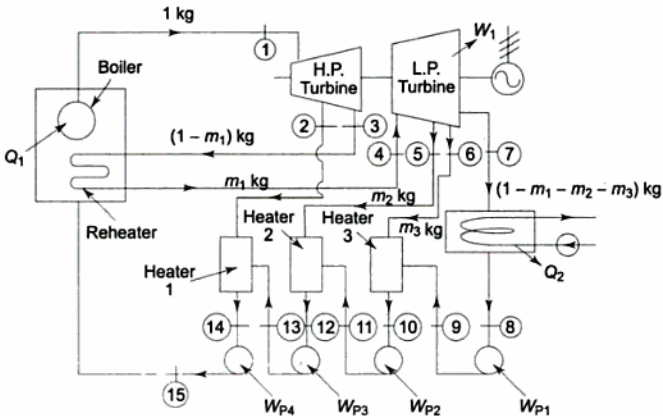 1 kg
1
W1
H.P.
Turbine
L.P.
Turbine
Boiler
Q1
2
3
(1 – m1) kg
4
5
6
7
m1 kg
(1 – m1 – m2 – m3) kg
Reheater
m2 kg
Heater
2
Heater
3
m3 kg
Heater
1
Q2
14
13
12
11
10
9
8
15
WP4
WP3
WP2
WP1